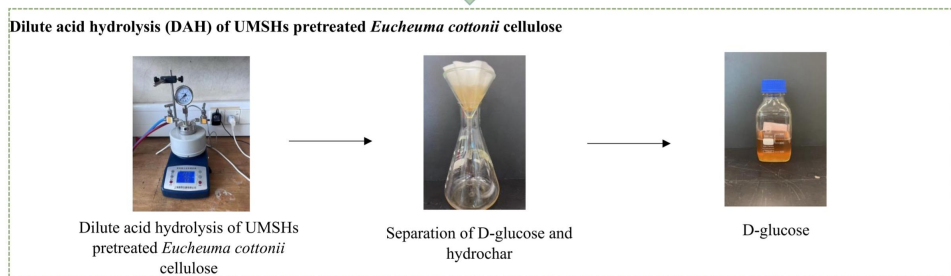 Dilute acid hydrolysis (DAH) of UMSHs pretreated Eucheuma cottonii cellulose
Dilute acid hydrolysis of UMSHs
pretreated Eucheuma cottonii
cellulose
Separation of D-glucose and
hydrochar
D-glucose